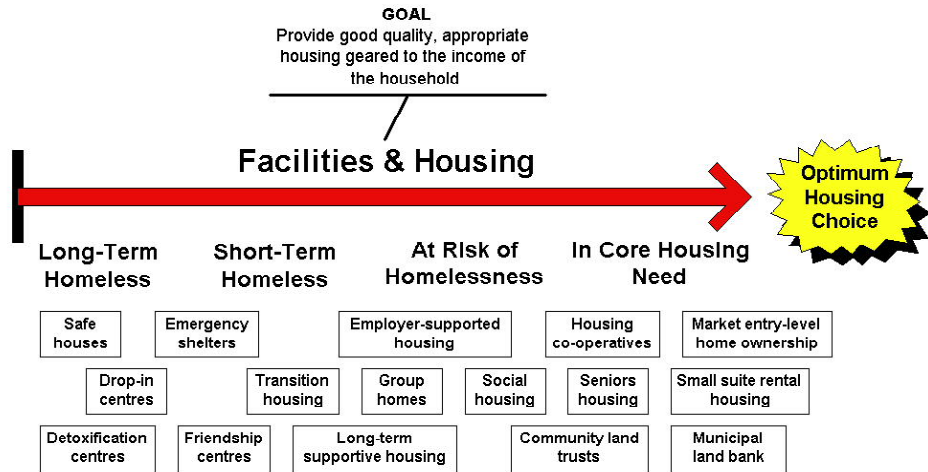 GOAL
Provide good quality, appropriate
housing geared to the income of
the household
Facilities & Housing
Optimum
Housing
Choice
Long-Term
Homeless
Short-Term
Homeless
At Risk of
Homelessness
In Core Housing
Need
Safe
houses
Emergency
shelters
Employer-supported
housing
Housing
co-operatives
Market entry-level
home ownership
Drop-in
centres
Transition
housing
Group
homes
Social
housing
Seniors
housing
Small suite rental
housing
Detoxification
centres
Friendship
centres
Long-term
supportive housing
Community land
trusts
Municipal
land bank